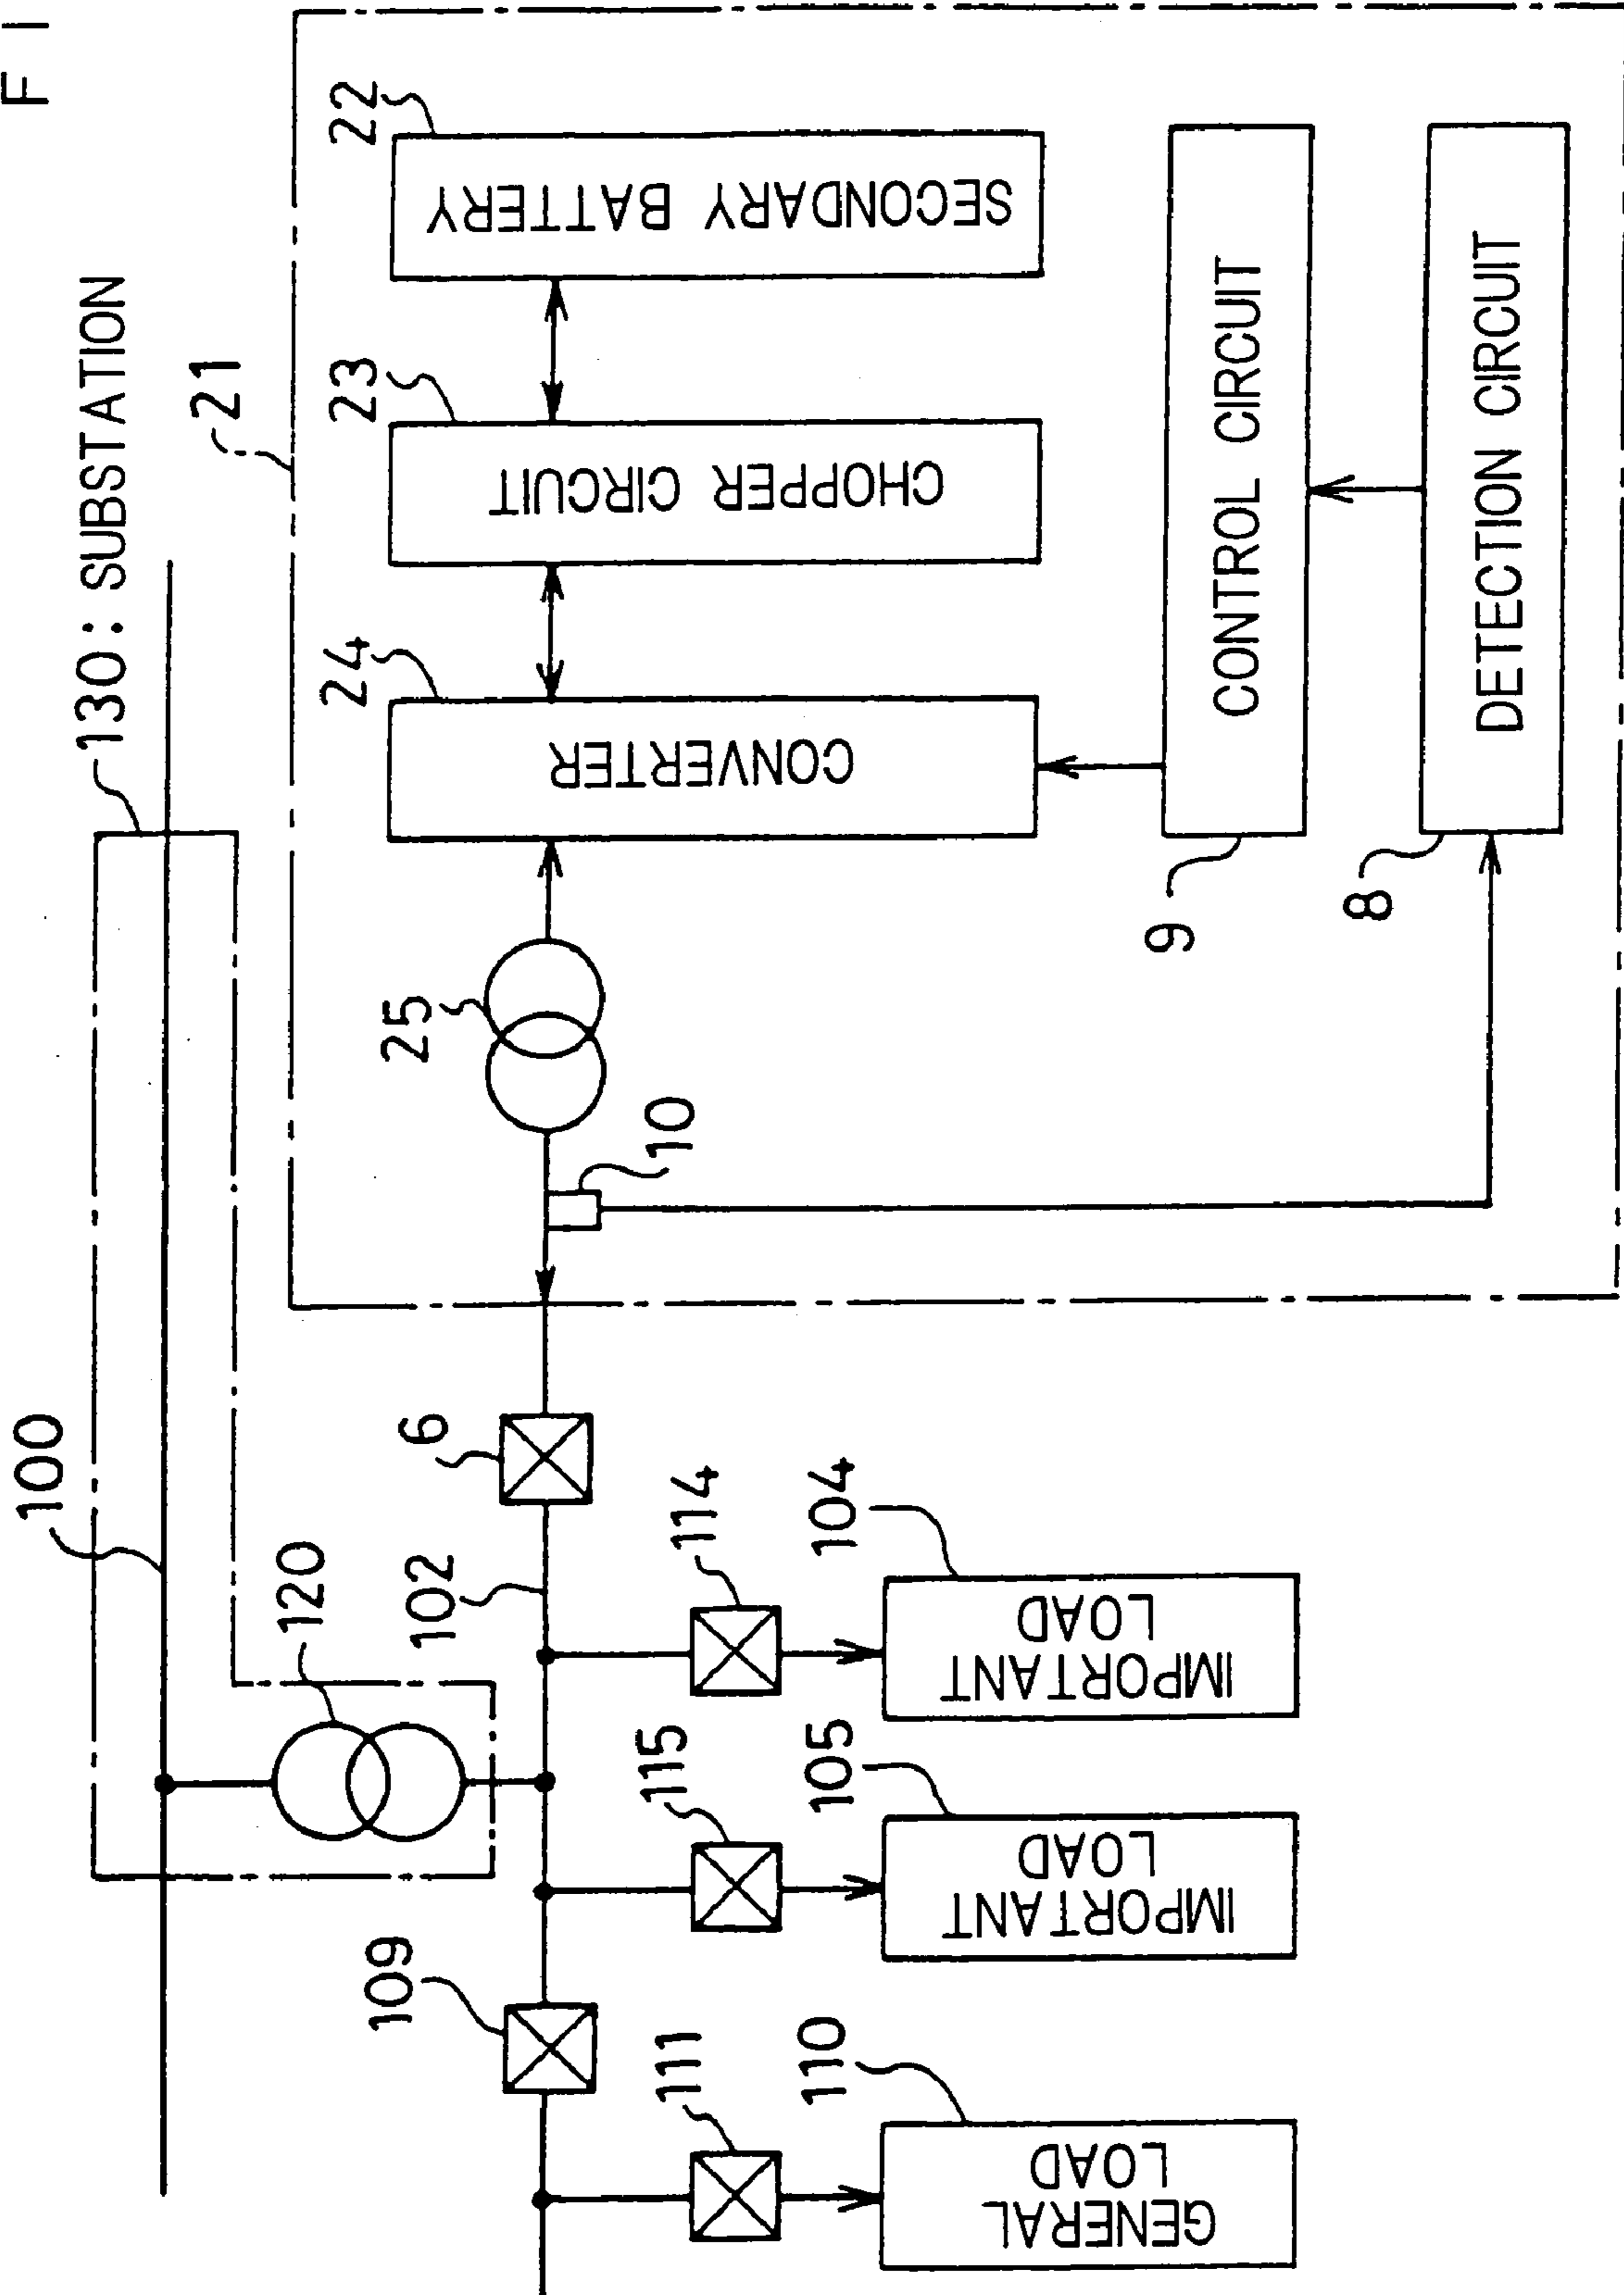 F I
130: SUBSTATION
100
120
21
22
SECONDARY BATTERY
23
CHOPPER CIRCUIT
24
CONVERTER
25
10
CONTROL CIRCUIT
9
DETECTION CIRCUIT
8
6
102
114
104
IMPORTANT
LOAD
115
105
IMPORTANT
LOAD
109
111
110
GENERAL
LOAD